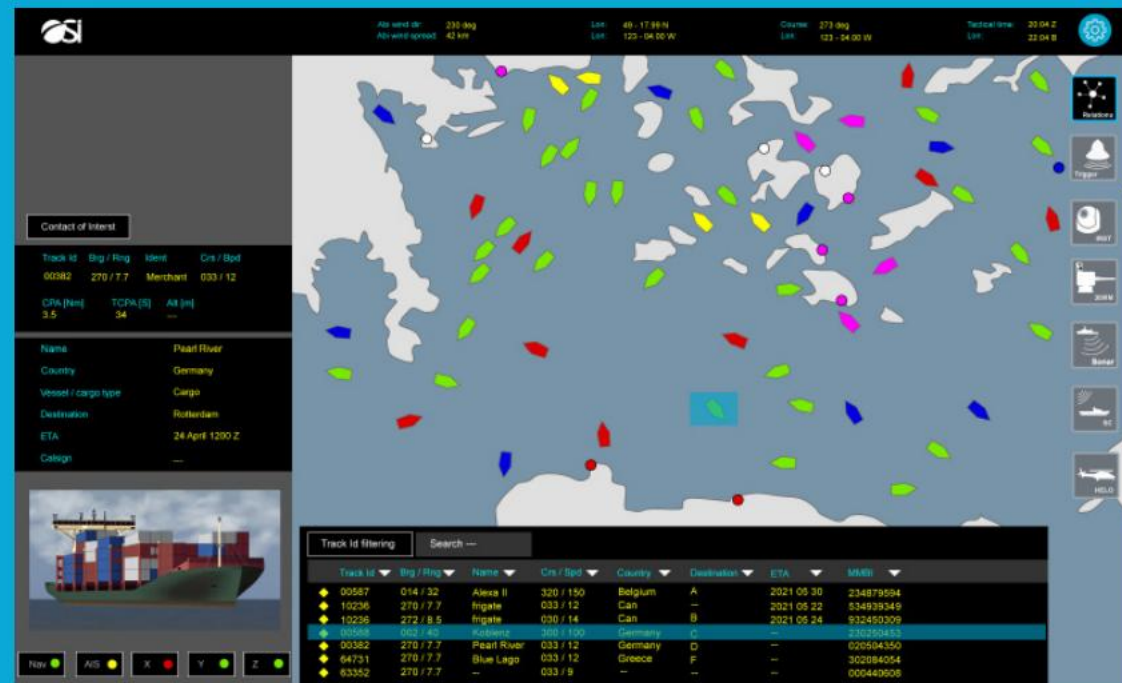 OSI
Abi wind dir: 230 deg
Abi wind spread: 42 km
Lon: 49 - 17.99 N
Lon: 123 - 04.00 W
Course: 273 deg
Lon: 123 - 04.00 W
Tactical time: 20:04 Z
Lon: 22:04 B
Relations
Trigger
20MM
Sonar
HELO
Contact of Interst
Track Id Brg / Rng Ident Crs / Spd
00382 270 / 7.7 Merchant 033 / 12
CPA [Nm] TCPA [S] Alt [m]
3.5 34 ---
Name Pearl River
Country Germany
Vessel / cargo type Cargo
Destination Rotterdam
ETA 24 April 1200 Z
Calsign ---
Nav AIS X Y Z
Track Id filtering Search ---
Track Id Brg / Rng Name Crs / Spd Country Destination ETA MMBI
00587 014 / 32 Alexa II 320 / 150 Belgium A 2021 05 30 234879594
10236 270 / 7.7 frigate 033 / 12 Can -- 2021 05 22 534939349
10236 272 / 8.5 frigate 030 / 14 Can B 2021 05 24 932450309
00588 002 / 40 Koblenz 300 / 100 Germany C -- 230250453
00382 270 / 7.7 Pearl River 033 / 12 Germany D -- 020504350
64731 270 / 7.7 Blue Lago 033 / 12 Greece F -- 302084054
63352 270 / 7.7 -- 033 / 9 -- -- -- 000440608